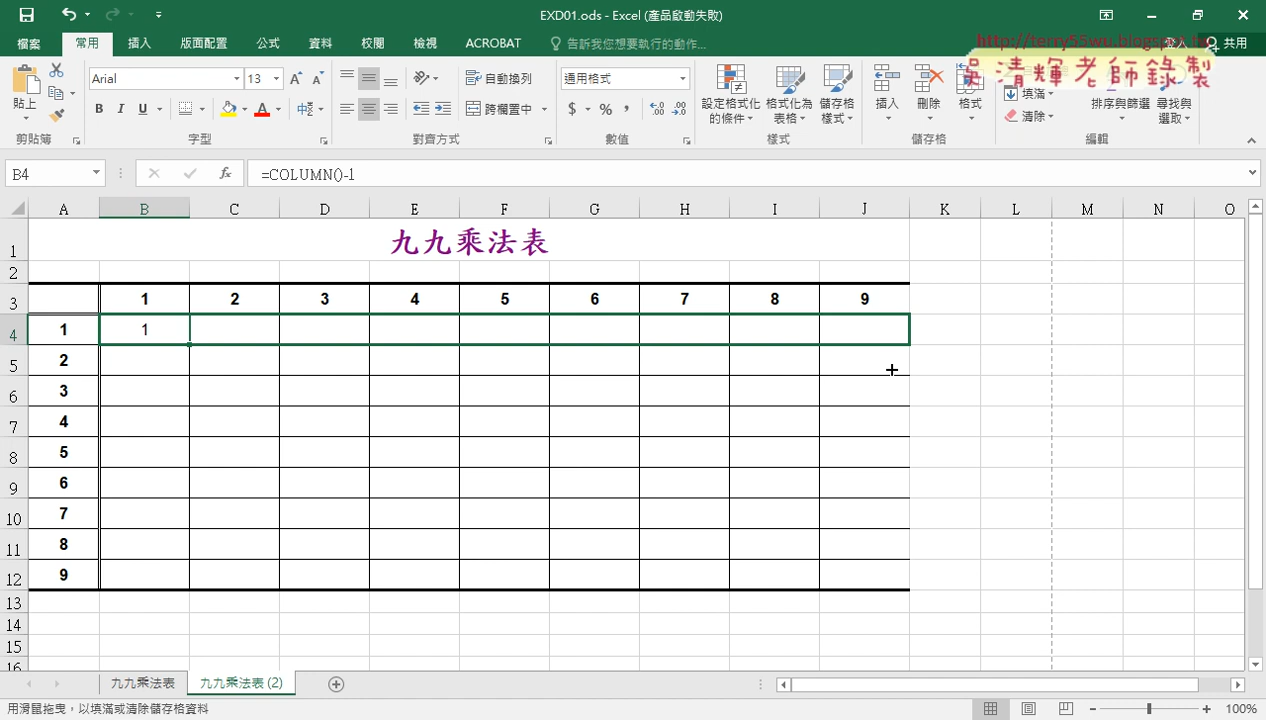 EXD01.ods - Excel (產品啟動失敗)
檔案 常用 插入 版面配置 公式 資料 校閱 檢視 ACROBAT 告訴我您想要執行的動作... 登入 共用
http://terry55wu.blogspot.tw
吳清輝老師錄製
貼上 Arial 13 自動換列 通用格式 設定格式化的條件 格式化為表格 儲存格樣式 插入 刪除 格式 填滿 清除 排序與篩選 尋找與選取
B I U 中 跨欄置中 $ % ,
剪貼簿 字型 對齊方式 數值 樣式 儲存格 編輯
B4 fx =COLUMN()-1
A B C D E F G H I J K L M N O
1 九九乘法表
2
3 1 2 3 4 5 6 7 8 9
4 1 1
5 2
6 3
7 4
8 5
9 6
10 7
11 8
12 9
13
14
15
16
九九乘法表 九九乘法表 (2)
用滑鼠拖曳，以填滿或清除儲存格資料 100%